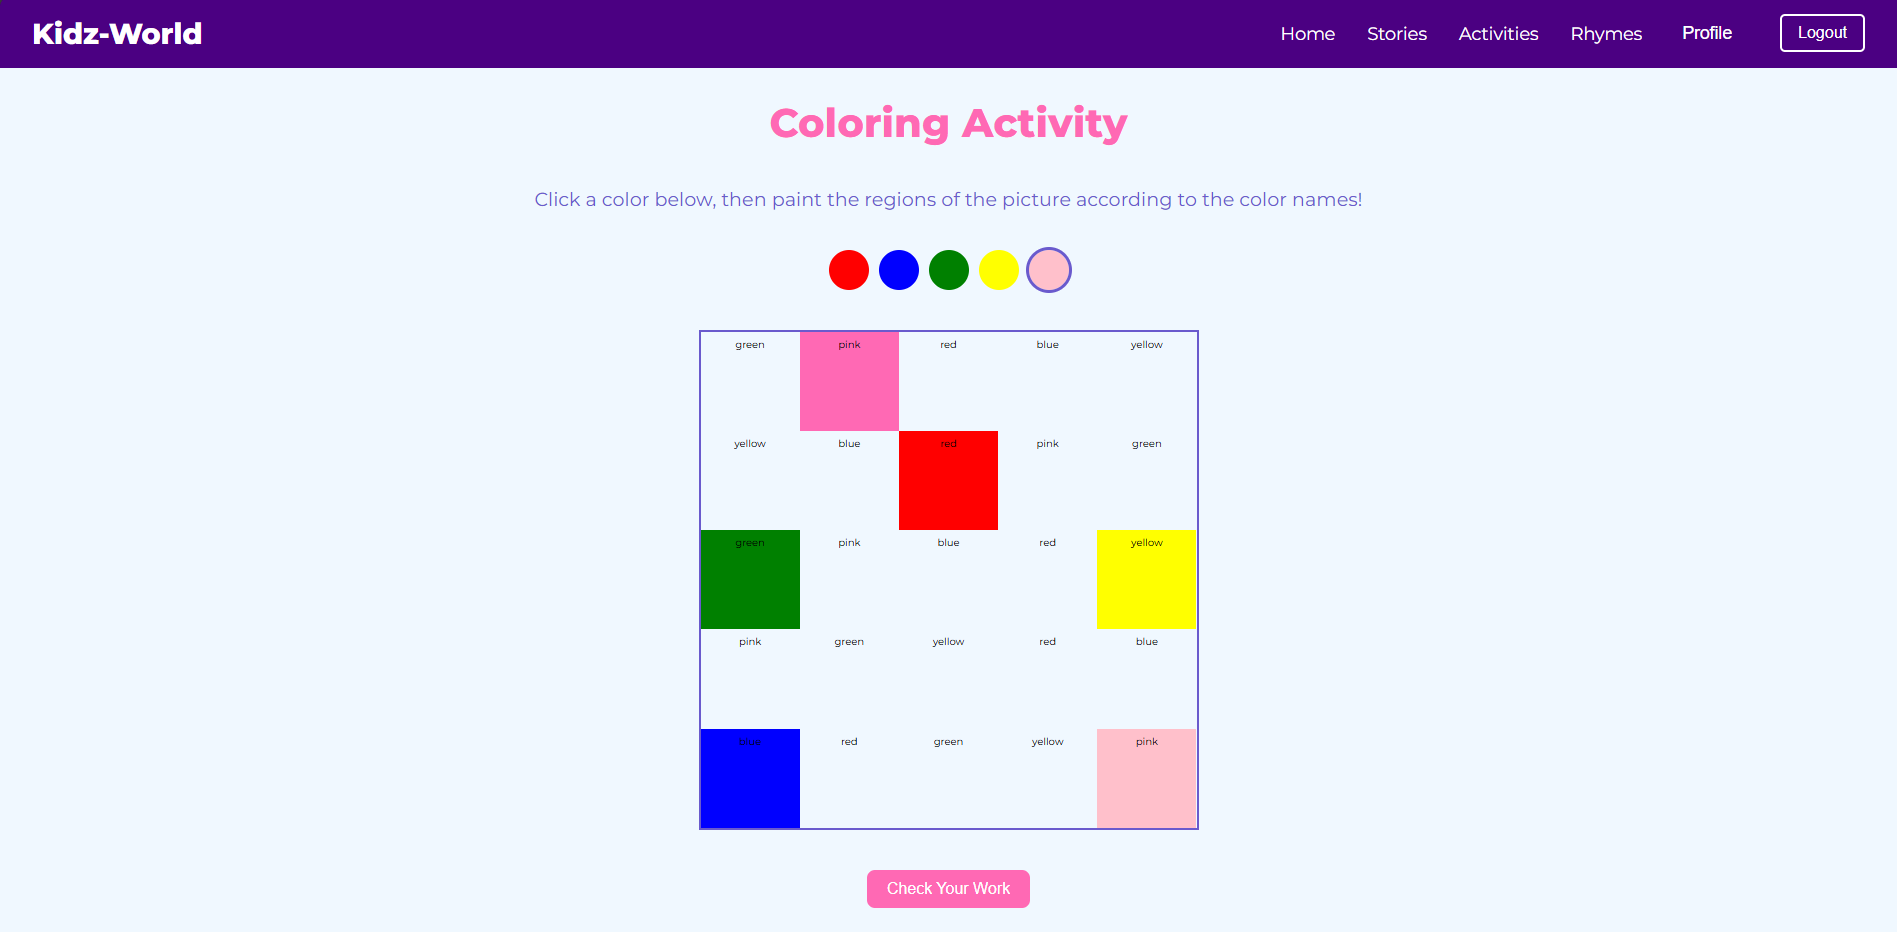 Kidz-World Home Stories Activities Rhymes Profile Logout
Coloring Activity
Click a color below, then paint the regions of the picture according to the color names!
green pink red blue yellow
yellow blue red pink green
green pink blue red yellow
pink green yellow red blue
blue red green yellow pink
Check Your Work